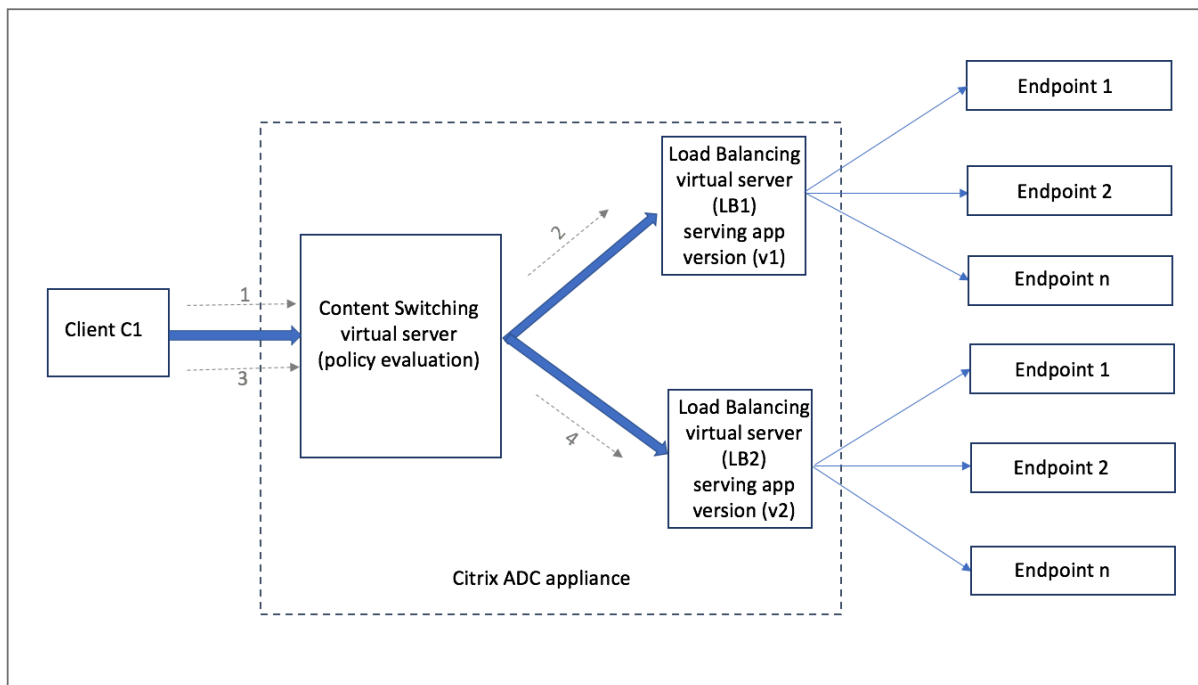 Client C1
1
3
Content Switching
virtual server
(policy evaluation)
2
4
Load Balancing
virtual server
(LB1)
serving app
version (v1)
Load Balancing
virtual server
(LB2)
serving app
version (v2)
Citrix ADC appliance
Endpoint 1
Endpoint 2
Endpoint n
Endpoint 1
Endpoint 2
Endpoint n